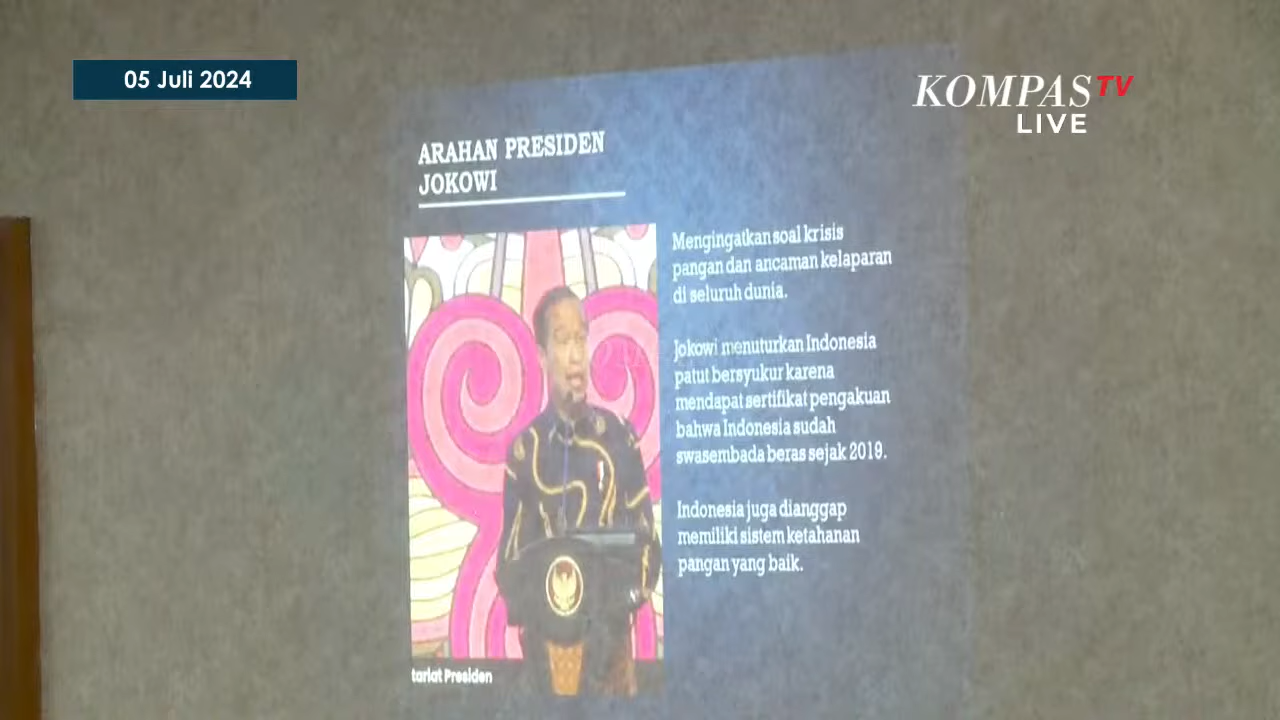 05 Juli 2024
KOMPAS TV
LIVE
ARAHAN PRESIDEN
JOKOWI
Mengingatkan soal krisis
pangan dan ancaman kelaparan
di seluruh dunia.
Jokowi menuturkan Indonesia
patut bersyukur karena
mendapat sertifikat pengakuan
bahwa Indonesia sudah
swasembada beras sejak 2019.
Indonesia juga dianggap
memiliki sistem ketahanan
pangan yang baik.
tariat Presiden